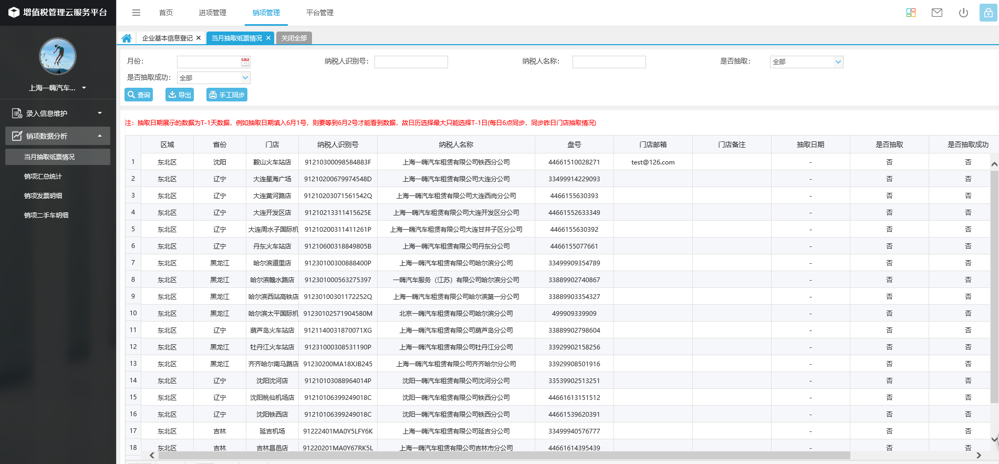 增值税管理云服务平台
首页 进项管理 销项管理 平台管理
企业基本信息登记 × 当月抽取纸票情况 × 关闭全部
上海一嗨汽车...
录入信息维护
销项数据分析
当月抽取纸票情况
销项汇总统计
销项发票明细
销项二手车明细
月份： 纳税人识别号： 纳税人名称： 是否抽取： 全部
是否抽取成功： 全部
查询 导出 手工同步
注：抽取日期展示的数据为T-1天数据，例如抽取日期填入6月1号，则要等到6月2号才能看到数据，故日历选择最大只能选择T-1日(每日6点同步，同步昨日门店抽取情况)
区域 省份 门店 纳税人识别号 纳税人名称 盘号 门店邮箱 门店备注 抽取日期 是否抽取 是否抽取成功
1 东北区 沈阳 鞍山火车站店 91210300098584883F 上海一嗨汽车租赁有限公司铁西分公司 44661510028271 test@126.com - 否 否
2 东北区 辽宁 大连星海广场 91210200679974548D 上海一嗨汽车租赁有限公司大连分公司 33499914229093 - 否 否
3 东北区 辽宁 大连黄河路店 91210203071561542Q 上海一嗨汽车租赁有限公司大连西岗分公司 4466155630393 - 否 否
4 东北区 辽宁 大连开发区店 91210213311415625E 上海一嗨汽车租赁有限公司大连开发区分公司 44661552633349 - 否 否
5 东北区 辽宁 大连周水子国际机 91210200311411261P 上海一嗨汽车租赁有限公司大连甘井子区分公司 4466155630392 - 否 否
6 东北区 辽宁 丹东火车站店 91210600318849805B 上海一嗨汽车租赁有限公司丹东分公司 4466155077661 - 否 否
7 东北区 黑龙江 哈尔滨道里店 91230100300888400P 上海一嗨汽车租赁有限公司哈尔滨分公司 33499909354789 - 否 否
8 东北区 黑龙江 哈尔滨赣水路店 912301000563275397 一嗨汽车服务（江苏）有限公司哈尔滨分公司 33889902740867 - 否 否
9 东北区 黑龙江 哈尔滨西站高铁店 91230100301172252Q 上海一嗨汽车租赁有限公司哈尔滨第一分公司 33889903354327 - 否 否
10 东北区 黑龙江 哈尔滨太平国际机 91230102571904580M 北京一嗨汽车租赁有限公司哈尔滨分公司 499909339909 - 否 否
11 东北区 辽宁 葫芦岛火车站店 9121140031870071XG 上海一嗨汽车租赁有限公司葫芦岛分公司 33889902798604 - 否 否
12 东北区 黑龙江 牡丹江火车站店 91231000308531190P 上海一嗨汽车租赁有限公司牡丹江分公司 33929902158256 - 否 否
13 东北区 黑龙江 齐齐哈尔南马路店 91230200MA18XJB245 上海一嗨汽车租赁有限公司齐齐哈尔分公司 33929908501916 - 否 否
14 东北区 辽宁 沈阳沈河店 91210103088964014P 沈阳一嗨汽车租赁有限公司沈河分公司 33539902513251 - 否 否
15 东北区 辽宁 沈阳桃仙机场店 91210106399249018C 沈阳一嗨汽车租赁有限公司铁西分公司 44661613151512 - 否 否
16 东北区 辽宁 沈阳铁西店 91210106399249018C 沈阳一嗨汽车租赁有限公司铁西分公司 44661539620391 - 否 否
17 东北区 吉林 延吉机场 91222401MA0Y5LFY6K 上海一嗨汽车租赁有限公司延吉分公司 33499940576777 - 否 否
18 东北区 吉林 吉林昌邑店 91220201MA0Y67RK5L 上海一嗨汽车租赁有限公司吉林市分公司 44661614395439 - 否 否